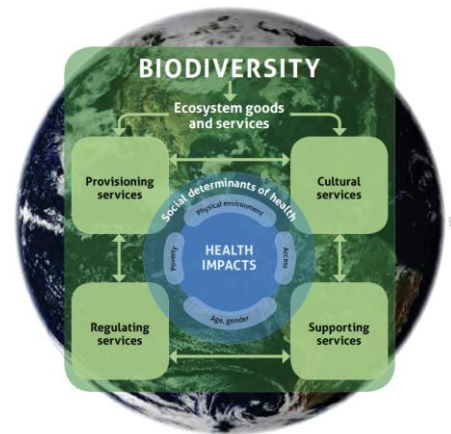 BIODIVERSITY
Ecosystem goods
and services
Provisioning
services
Cultural
services
Social determinants of health
Physical environment
Poverty
HEALTH
IMPACTS
Access
Age, gender
Regulating
services
Supporting
services